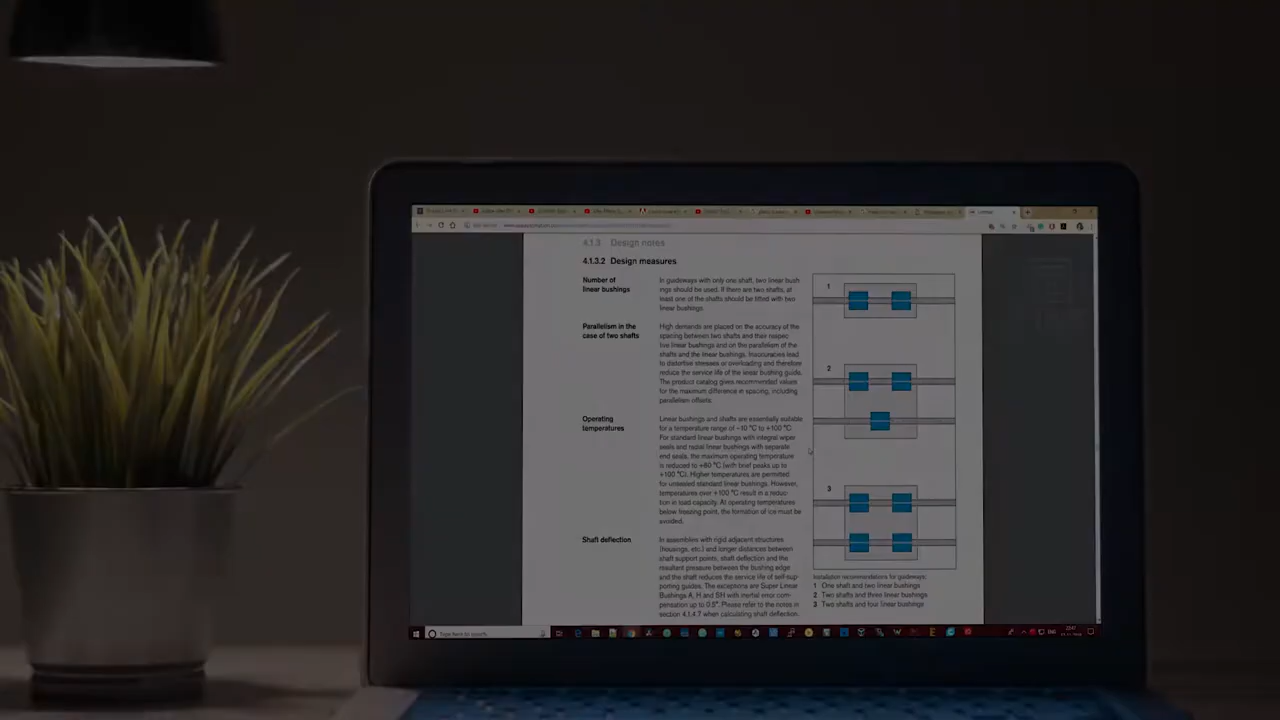 4.1.3 Design notes
4.1.3.2 Design measures
Number of
linear bushings
In guideways with only one shaft, two linear bush
ings should be used. If there are two shafts, at
least one of the shafts should be fitted with two
linear bushings.
Parallelism in the
case of two shafts
High demands are placed on the accuracy of the
spacing between two shafts and their respec
tive linear bushings and on the parallelism of the
shafts and the linear bushings. Inaccuracies lead
to distortive stresses or overloading and therefore
reduce the service life of the linear bushing guide.
The product catalog gives recommended values
for the maximum difference in spacing, including
parallelism offsets.
Operating
temperatures
Linear bushings and shafts are essentially suitable
for a temperature range of –10 °C to +100 °C.
For standard linear bushings with integral wiper
seals and radial linear bushings with separate
end seals, the maximum operating temperature
is reduced to +80 °C (with brief peaks up to
+100 °C). Higher temperatures are permitted
for unsealed standard linear bushings. However,
temperatures over +100 °C result in a reduc
tion in load capacity. At operating temperatures
below freezing point, the formation of ice must be
avoided.
Shaft deflection
In assemblies with rigid adjacent structures
(housings, etc.) and longer distances between
shaft support points, shaft deflection and the
resultant pressure between the bushing edge
and the shaft reduces the service life of self-sup
porting guides. The exceptions are Super Linear
Bushings A, H and SH with inertial error com
pensation up to 0.5°. Please refer to the notes in
section 4.1.4.7 when calculating shaft deflection.
1
2
3
Installation recommendations for guideways:
1 One shaft and two linear bushings
2 Two shafts and three linear bushings
3 Two shafts and four linear bushings
Type here to search
ENG